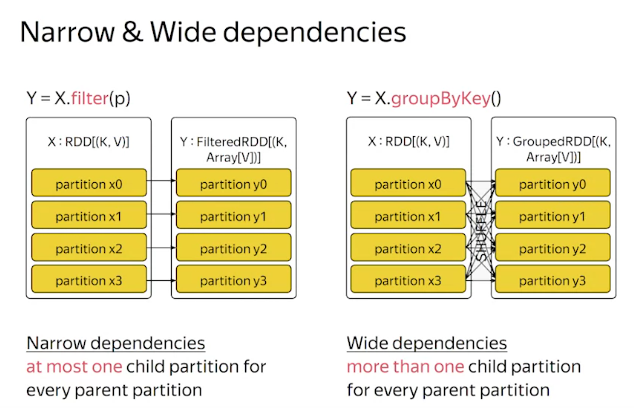 Narrow & Wide dependencies
Y = X.filter(p)
X : RDD[(K, V)]
Y : FilteredRDD[(K,
Array[V])]
partition x0
partition y0
partition x1
partition y1
partition x2
partition y2
partition x3
partition y3
Narrow dependencies
at most one child partition for
every parent partition
Y = X.groupByKey()
X : RDD[(K, V)]
Y : GroupedRDD[(K,
Array[V])]
partition x0
partition y0
partition x1
partition y1
partition x2
partition y2
partition x3
partition y3
SHUFFLE
Wide dependencies
more than one child partition
for every parent partition